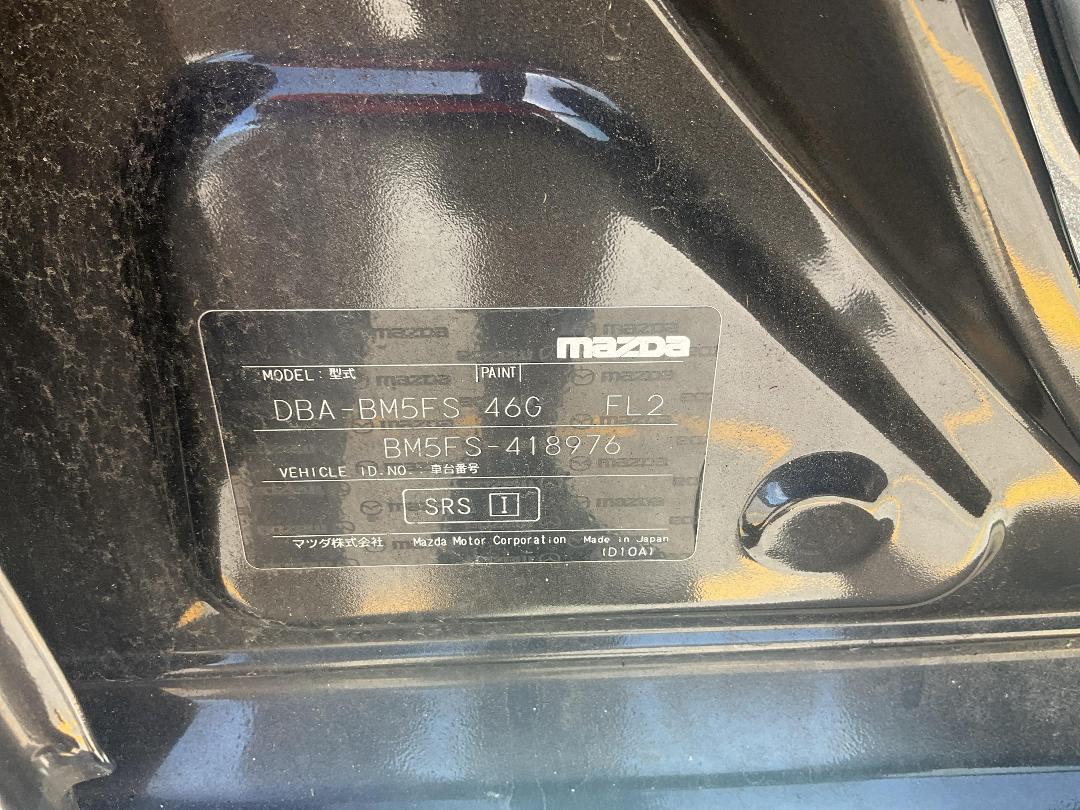 mazda
MODEL : 型式 PAINT
DBA-BM5FS 46G FL2
BM5FS-418976
VEHICLE ID.NO. : 車台番号
SRS I
マツダ株式会社 Mazda Motor Corporation Made in Japan
(D10A)